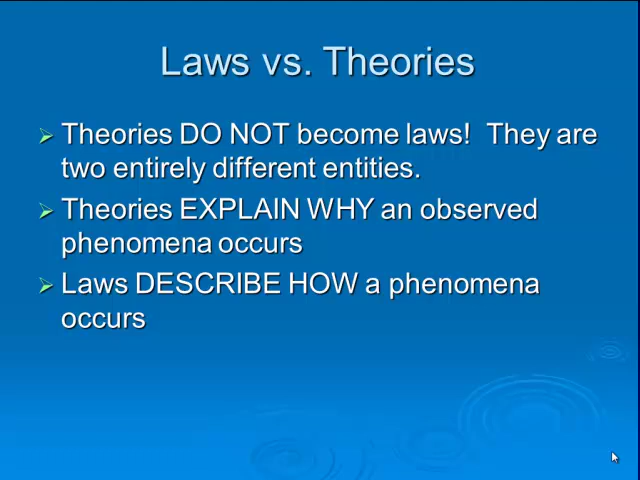 Laws vs. Theories
Theories DO NOT become laws!  They are
two entirely different entities.
Theories EXPLAIN WHY an observed
phenomena occurs
Laws DESCRIBE HOW a phenomena
occurs